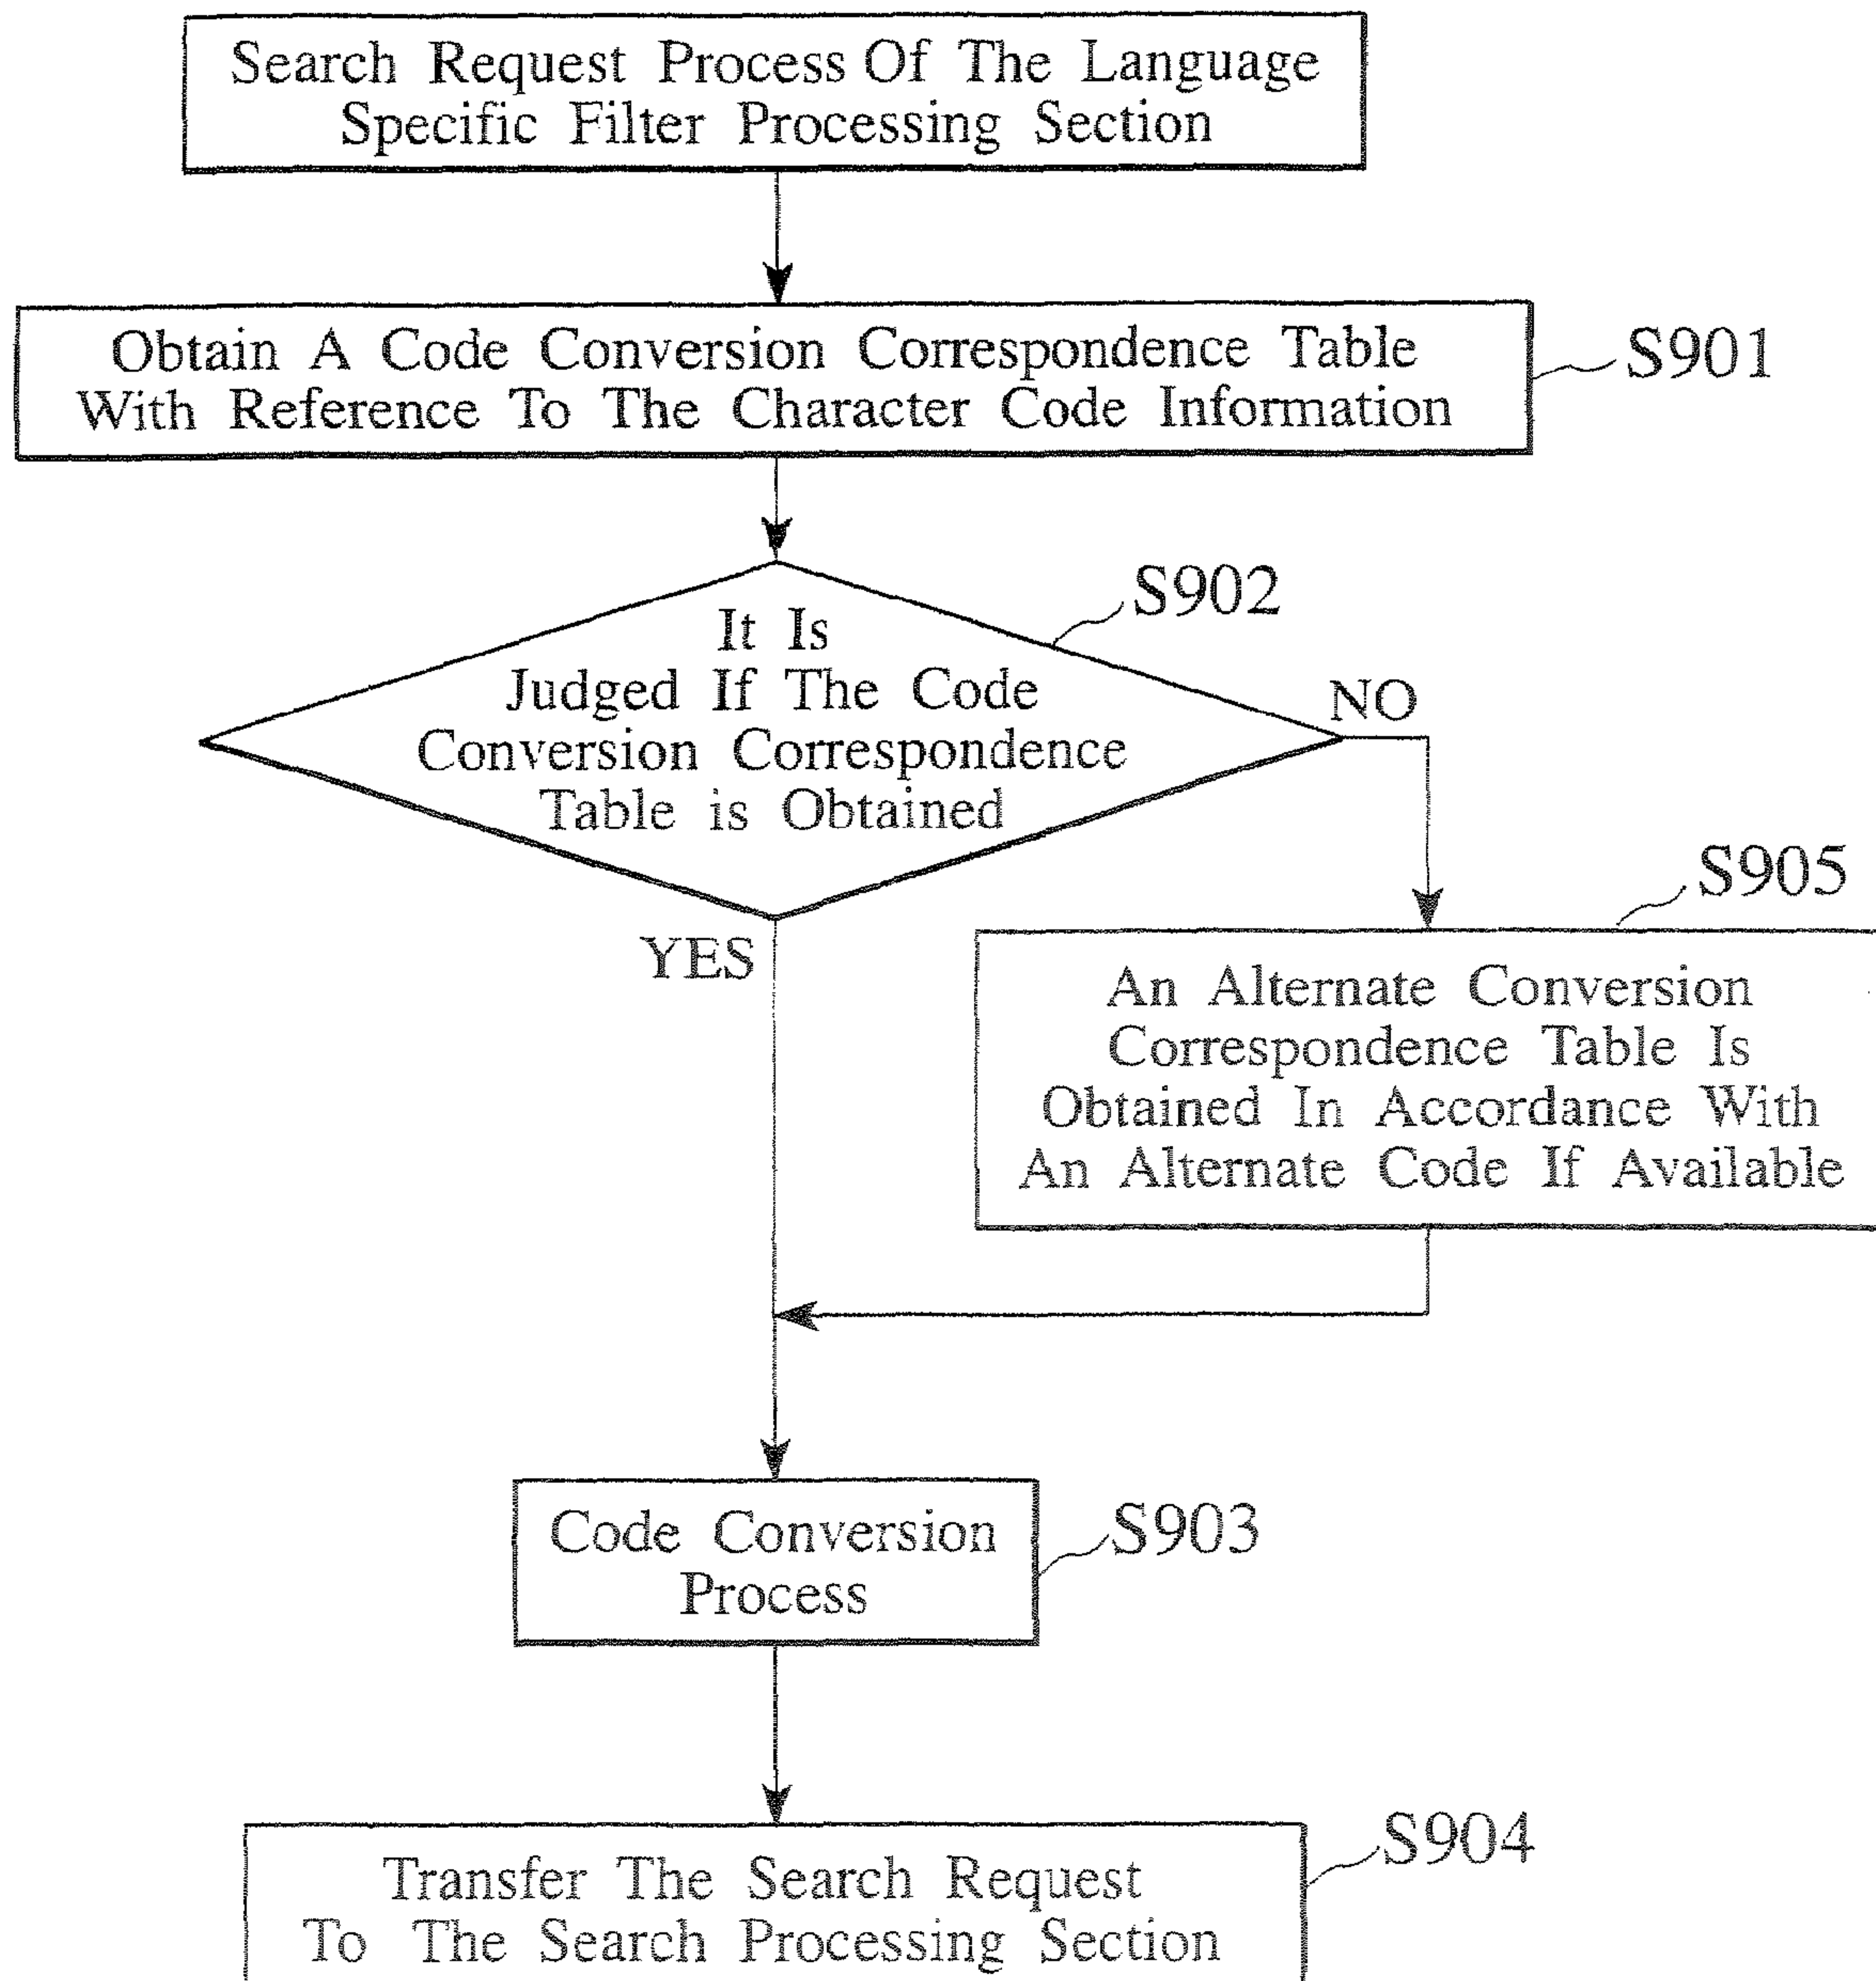 Search Request Process Of The Language
Specific Filter Processing Section
Obtain A Code Conversion Correspondence Table
With Reference To The Character Code Information
S901
S902
It Is
Judged If The Code
Conversion Correspondence
Table is Obtained
NO
YES
S905
An Alternate Conversion
Correspondence Table Is
Obtained In Accordance With
An Alternate Code If Available
Code Conversion
Process
S903
Transfer The Search Request
To The Search Processing Section
S904